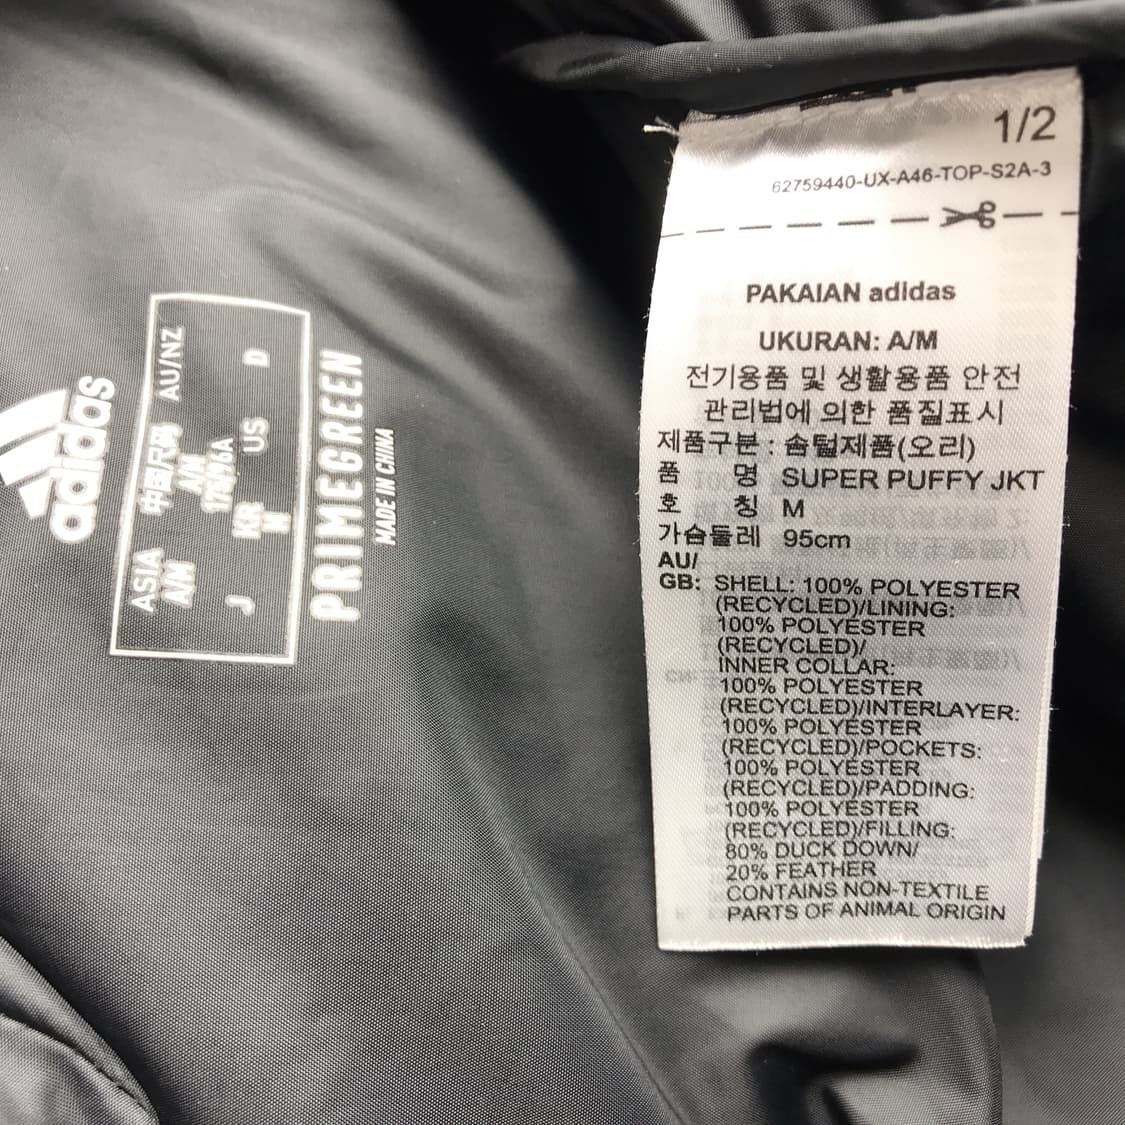 adidas
ASIA
A/M
中国尺码
A/M
175/96A
AU/NZ
J
KR
M
US
D
PRIMEGREEN
MADE IN CHINA
1/2
62759440-UX-A46-TOP-S2A-3
PAKAIAN adidas
UKURAN: A/M
전기용품 및 생활용품 안전
관리법에 의한 품질표시
제품구분 : 솜털제품(오리)
품 명 SUPER PUFFY JKT
호 칭 M
가슴둘레 95cm
AU/
GB: SHELL: 100% POLYESTER
(RECYCLED)/LINING:
100% POLYESTER
(RECYCLED)/
INNER COLLAR:
100% POLYESTER
(RECYCLED)/INTERLAYER:
100% POLYESTER
(RECYCLED)/POCKETS:
100% POLYESTER
(RECYCLED)/PADDING:
100% POLYESTER
(RECYCLED)/FILLING:
80% DUCK DOWN/
20% FEATHER
CONTAINS NON-TEXTILE
PARTS OF ANIMAL ORIGIN